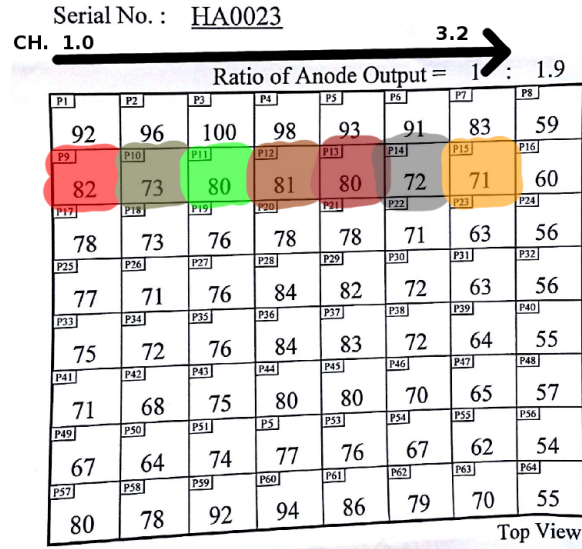 Serial No. : HA0023
CH. 1.0 3.2
Ratio of Anode Output = 1 : 1.9
P1 P2 P3 P4 P5 P6 P7 P8
92 96 100 98 93 91 83 59
P9 P10 P11 P12 P13 P14 P15 P16
82 73 80 81 80 72 71 60
P17 P18 P19 P20 P21 P22 P23 P24
78 73 76 78 78 71 63 56
P25 P26 P27 P28 P29 P30 P31 P32
77 71 76 84 82 72 63 56
P33 P34 P35 P36 P37 P38 P39 P40
75 72 76 84 83 72 64 55
P41 P42 P43 P44 P45 P46 P47 P48
71 68 75 80 80 70 65 57
P49 P50 P51 P5 P53 P54 P55 P56
67 64 74 77 76 67 62 54
P57 P58 P59 P60 P61 P62 P63 P64
80 78 92 94 86 79 70 55
Top View